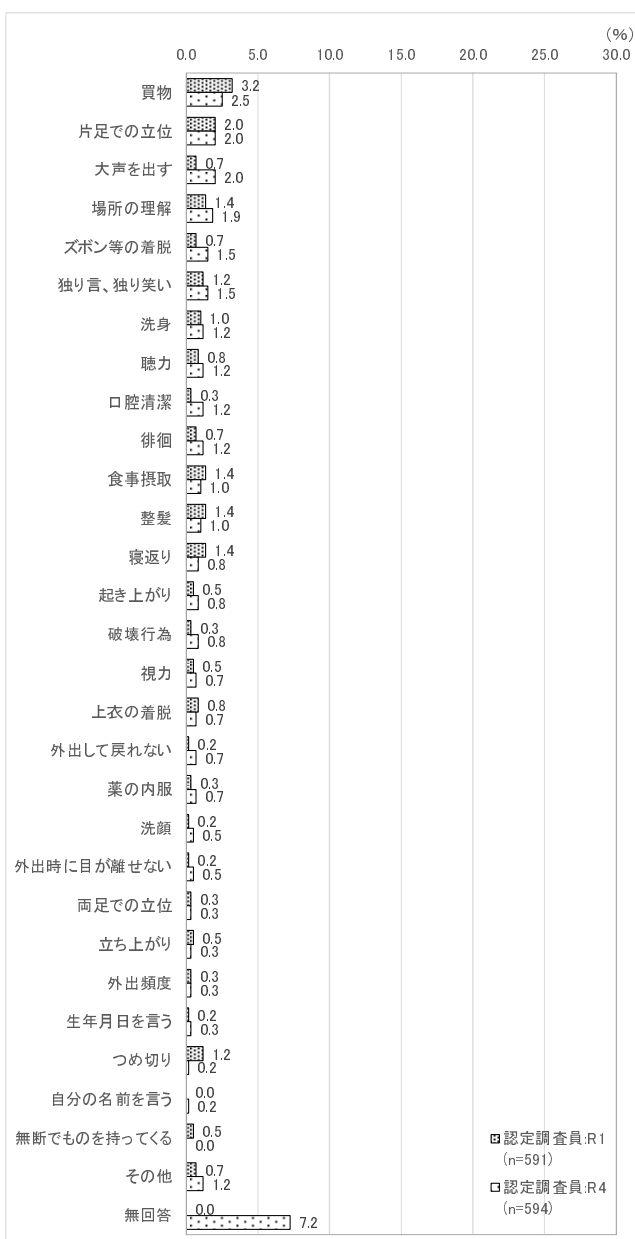 (%)
0.0 5.0 10.0 15.0 20.0 25.0 30.0
買物 3.2
2.5
片足での立位 2.0
2.0
大声を出す 0.7
2.0
場所の理解 1.4
1.9
ズボン等の着脱 0.7
1.5
独り言、独り笑い 1.2
1.5
洗身 1.0
1.2
聴力 0.8
1.2
口腔清潔 0.3
1.2
徘徊 0.7
1.2
食事摂取 1.4
1.0
整髪 1.4
1.0
寝返り 1.4
0.8
起き上がり 0.5
0.8
破壊行為 0.3
0.8
視力 0.5
0.7
上衣の着脱 0.8
0.7
外出して戻れない 0.2
0.7
薬の内服 0.3
0.7
洗顔 0.2
0.5
外出時に目が離せない 0.2
0.5
両足での立位 0.3
0.3
立ち上がり 0.5
0.3
外出頻度 0.3
0.3
生年月日を言う 0.2
0.3
つめ切り 1.2
0.2
自分の名前を言う 0.0
0.2
無断でものを持ってくる 0.5
0.0
その他 0.7
1.2
無回答 0.0
7.2
認定調査員:R1
(n=591)
認定調査員:R4
(n=594)